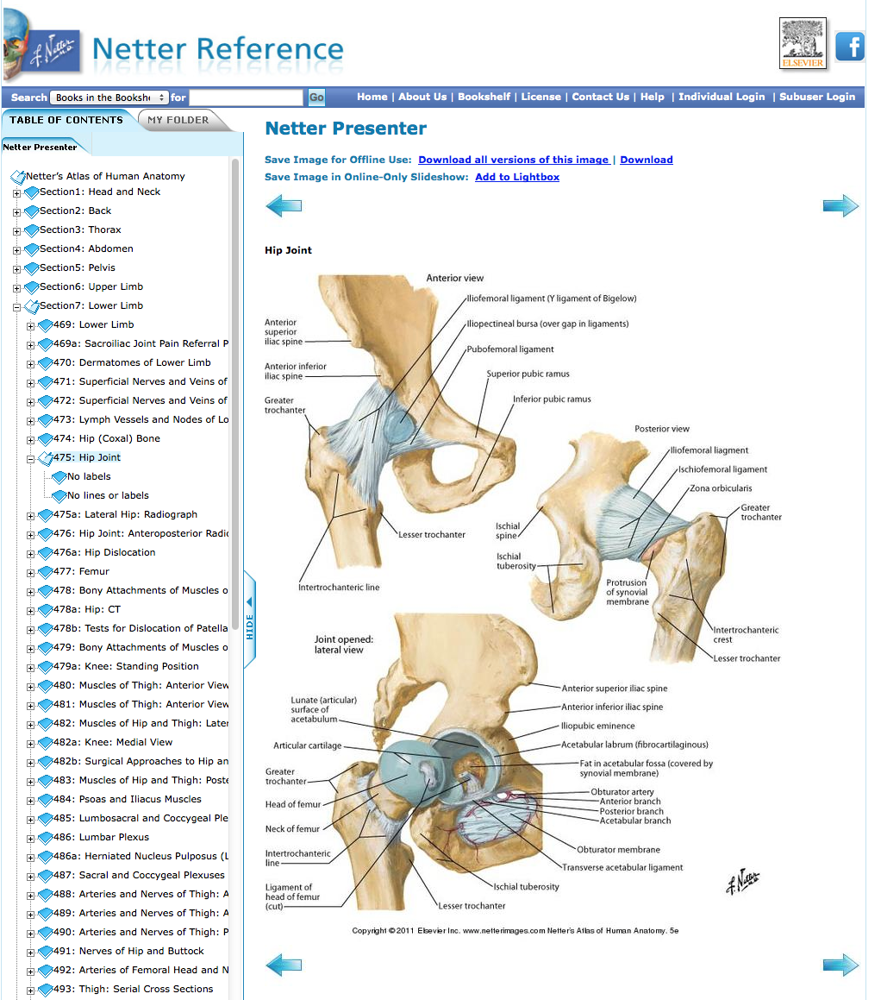 F. Netter M.D.
Netter Reference
ELSEVIER
f
Search Books in the Bookshe for Go
Home | About Us | Bookshelf | License | Contact Us | Help | Individual Login | Subuser Login
TABLE OF CONTENTS
MY FOLDER
Netter Presenter
Netter's Atlas of Human Anatomy
Section1: Head and Neck
Section2: Back
Section3: Thorax
Section4: Abdomen
Section5: Pelvis
Section6: Upper Limb
Section7: Lower Limb
469: Lower Limb
469a: Sacroiliac Joint Pain Referral P
470: Dermatomes of Lower Limb
471: Superficial Nerves and Veins of
472: Superficial Nerves and Veins of
473: Lymph Vessels and Nodes of Lo
474: Hip (Coxal) Bone
475: Hip Joint
No labels
No lines or labels
475a: Lateral Hip: Radiograph
476: Hip Joint: Anteroposterior Radio
476a: Hip Dislocation
477: Femur
478: Bony Attachments of Muscles o
478a: Hip: CT
478b: Tests for Dislocation of Patella
479: Bony Attachments of Muscles o
479a: Knee: Standing Position
480: Muscles of Thigh: Anterior View
481: Muscles of Thigh: Anterior View
482: Muscles of Hip and Thigh: Later
482a: Knee: Medial View
482b: Surgical Approaches to Hip an
483: Muscles of Hip and Thigh: Poste
484: Psoas and Iliacus Muscles
485: Lumbosacral and Coccygeal Ple
486: Lumbar Plexus
486a: Herniated Nucleus Pulposus (L
487: Sacral and Coccygeal Plexuses
488: Arteries and Nerves of Thigh: A
489: Arteries and Nerves of Thigh: A
490: Arteries and Nerves of Thigh: P
491: Nerves of Hip and Buttock
492: Arteries of Femoral Head and N
493: Thigh: Serial Cross Sections
HIDE
Netter Presenter
Save Image for Offline Use: Download all versions of this image | Download
Save Image in Online-Only Slideshow: Add to Lightbox
Hip Joint
Anterior view
Iliofemoral ligament (Y ligament of Bigelow)
Iliopectineal bursa (over gap in ligaments)
Pubofemoral ligament
Superior pubic ramus
Inferior pubic ramus
Anterior
superior
iliac spine
Anterior inferior
iliac spine
Greater
trochanter
Lesser trochanter
Intertrochanteric line
Posterior view
Iliofemoral liagment
Ischiofemoral ligament
Zona orbicularis
Greater
trochanter
Ischial
spine
Ischial
tuberosity
Protrusion
of synovial
membrane
Intertrochanteric
crest
Lesser trochanter
Joint opened:
lateral view
Lunate (articular)
surface of
acetabulum
Articular cartilage
Greater
trochanter
Head of femur
Neck of femur
Intertrochanteric
line
Ligament of
head of femur
(cut)
Anterior superior iliac spine
Anterior inferior iliac spine
Iliopubic eminence
Acetabular labrum (fibrocartilaginous)
Fat in acetabular fossa (covered by
synovial membrane)
Obturator artery
Anterior branch
Posterior branch
Acetabular branch
Obturator membrane
Transverse acetabular ligament
Ischial tuberosity
Lesser trochanter
F. Netter M.D.
Copyright ©2011 Elsevier Inc. www.netterimages.com Netter's Atlas of Human Anatomy. 5e